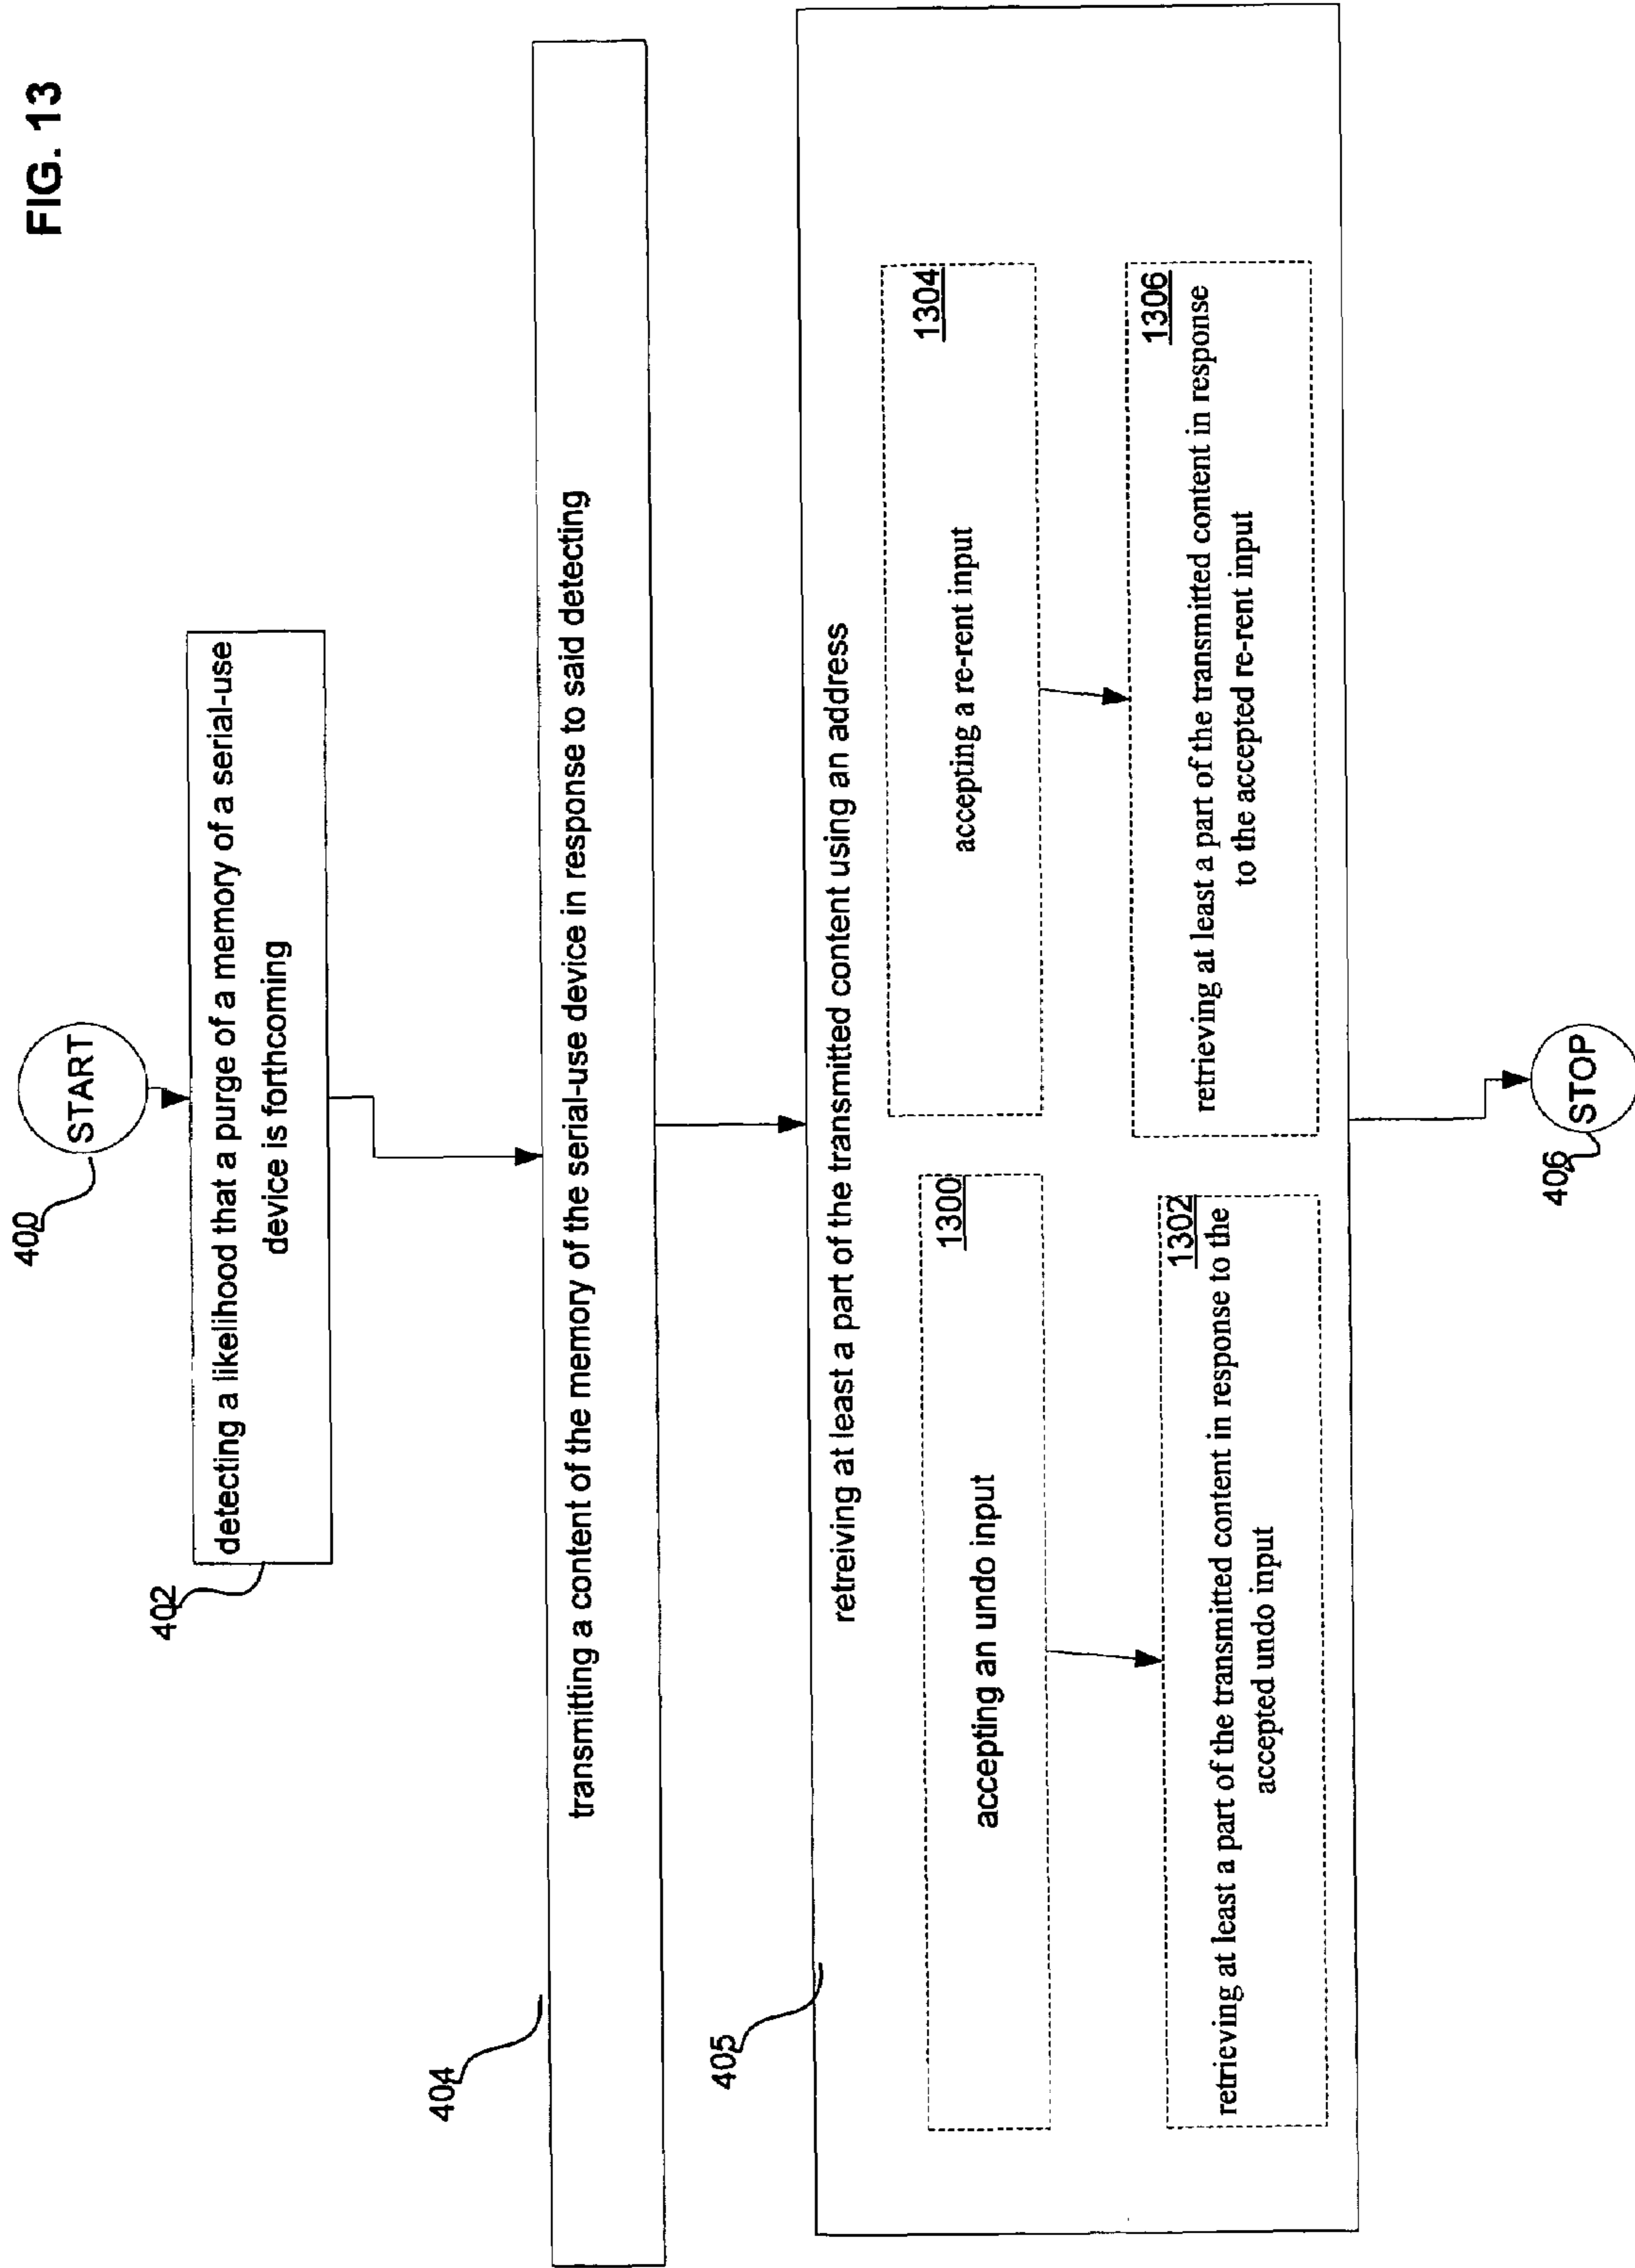 FIG. 13
400
START
402
detecting a likelihood that a purge of a memory of a serial-use
device is forthcoming
404
transmitting a content of the memory of the serial-use device in response to said detecting
405
retreiving at least a part of the transmitted content using an address
1300
accepting an undo input
1302
retrieving at least a part of the transmitted content in response to the
accepted undo input
1304
accepting a re-rent input
1306
retrieving at least a part of the transmitted content in response
to the accepted re-rent input
406
STOP